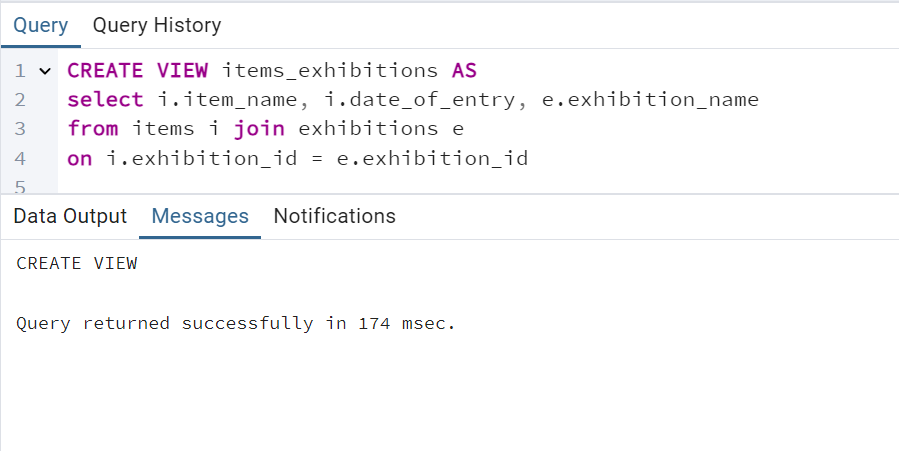 Query Query History
1 CREATE VIEW items_exhibitions AS
2 select i.item_name, i.date_of_entry, e.exhibition_name
3 from items i join exhibitions e
4 on i.exhibition_id = e.exhibition_id
5
Data Output Messages Notifications
CREATE VIEW
Query returned successfully in 174 msec.